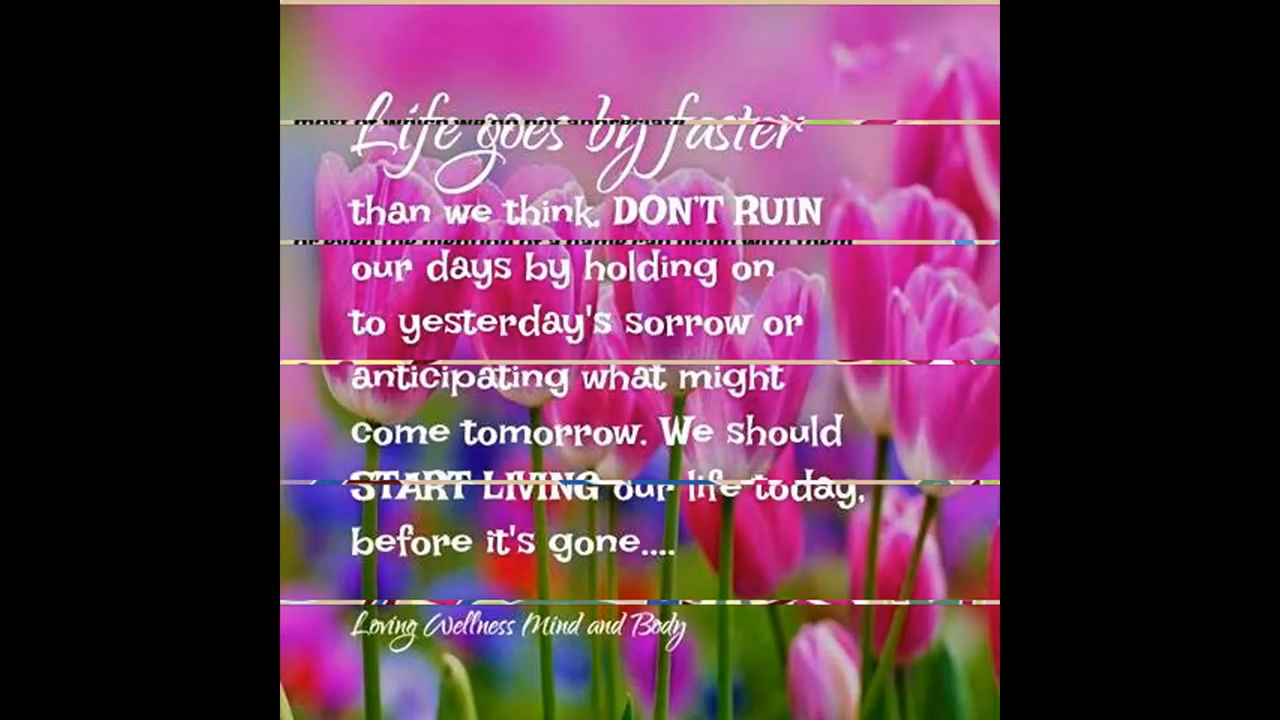 Life goes by faster
than we think, DON'T RUIN
our days by holding on
to yesterday's sorrow or
anticipating what might
come tomorrow. We should
START LIVING our life today,
before it's gone....
Loving Wellness Mind and Body